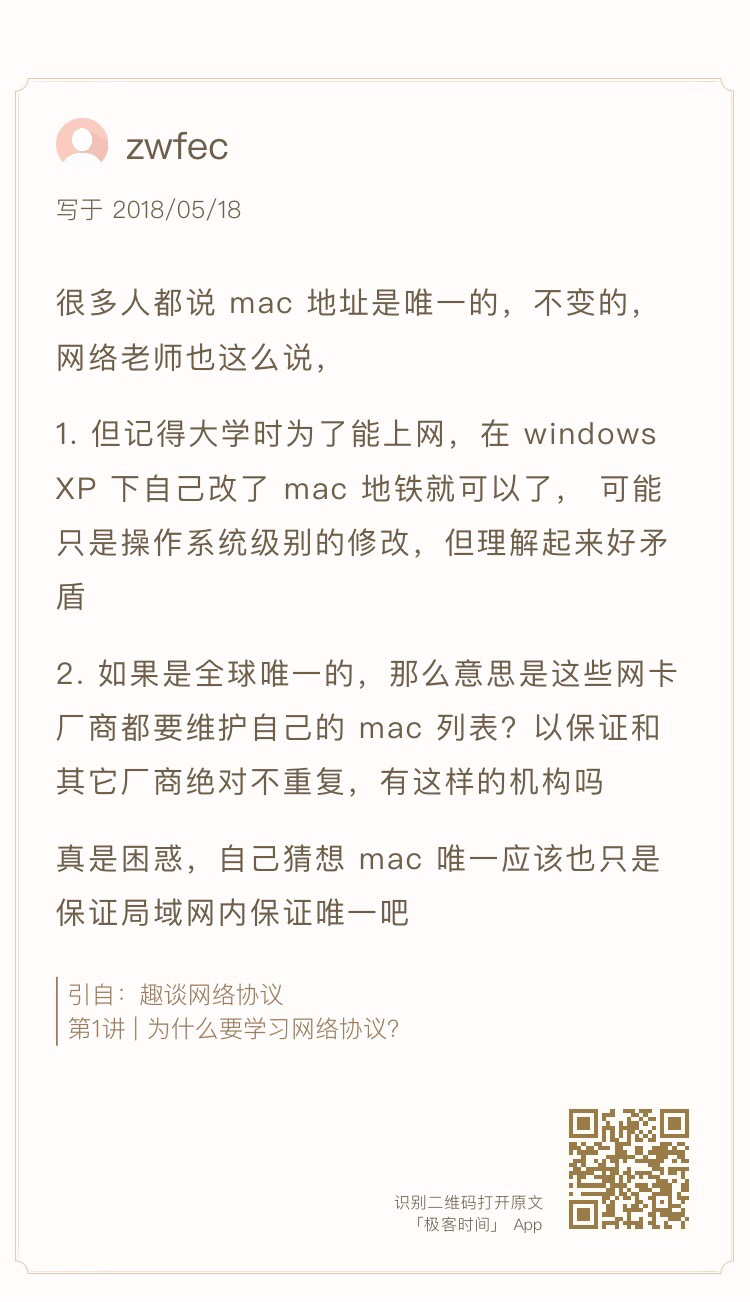 zwfec
写于 2018/05/18
很多人都说 mac 地址是唯一的，不变的，
网络老师也这么说，
1. 但记得大学时为了能上网，在 windows
XP 下自己改了 mac 地铁就可以了， 可能
只是操作系统级别的修改，但理解起来好矛
盾
2. 如果是全球唯一的，那么意思是这些网卡
厂商都要维护自己的 mac 列表？以保证和
其它厂商绝对不重复，有这样的机构吗
真是困惑，自己猜想 mac 唯一应该也只是
保证局域网内保证唯一吧
引自：趣谈网络协议
第1讲 | 为什么要学习网络协议？
识别二维码打开原文
「极客时间」 App